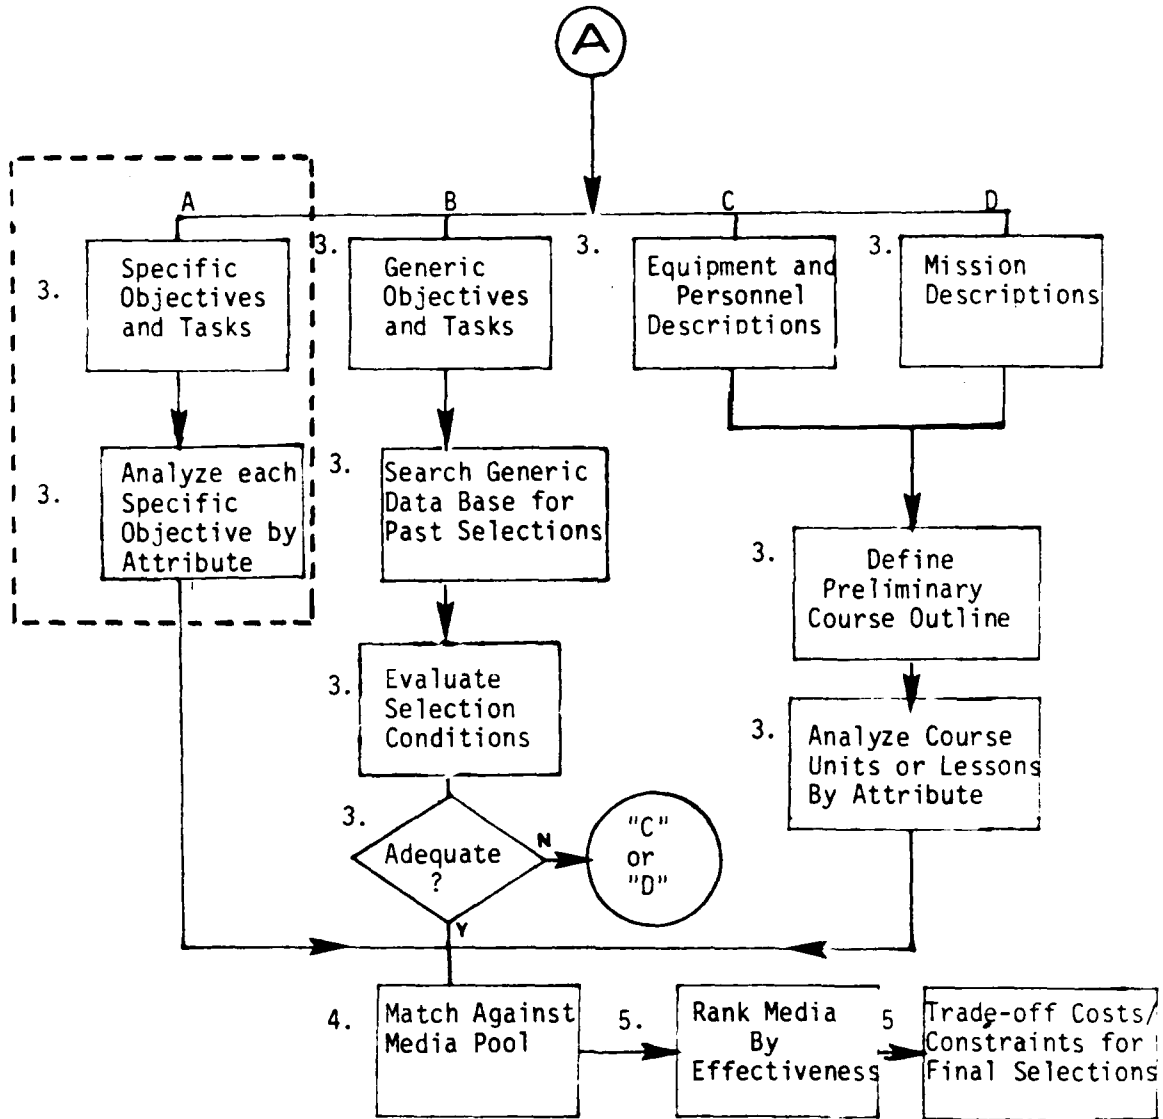 A
A
B
C
D
3.
Specific
Objectives
and Tasks
3.
Generic
Objectives
and Tasks
3.
Equipment and
Personnel
Descriptions
3.
Mission
Descriptions
3.
Analyze each
Specific
Objective by
Attribute
3.
Search Generic
Data Base for
Past Selections
3.
Define
Preliminary
Course Outline
3.
Evaluate
Selection
Conditions
3.
Analyze Course
Units or Lessons
By Attribute
3.
Adequate
?
N
"C"
or
"D"
Y
4.
Match Against
Media Pool
5.
Rank Media
By
Effectiveness
5
Trade-off Costs/
Constraints for
Final Selections